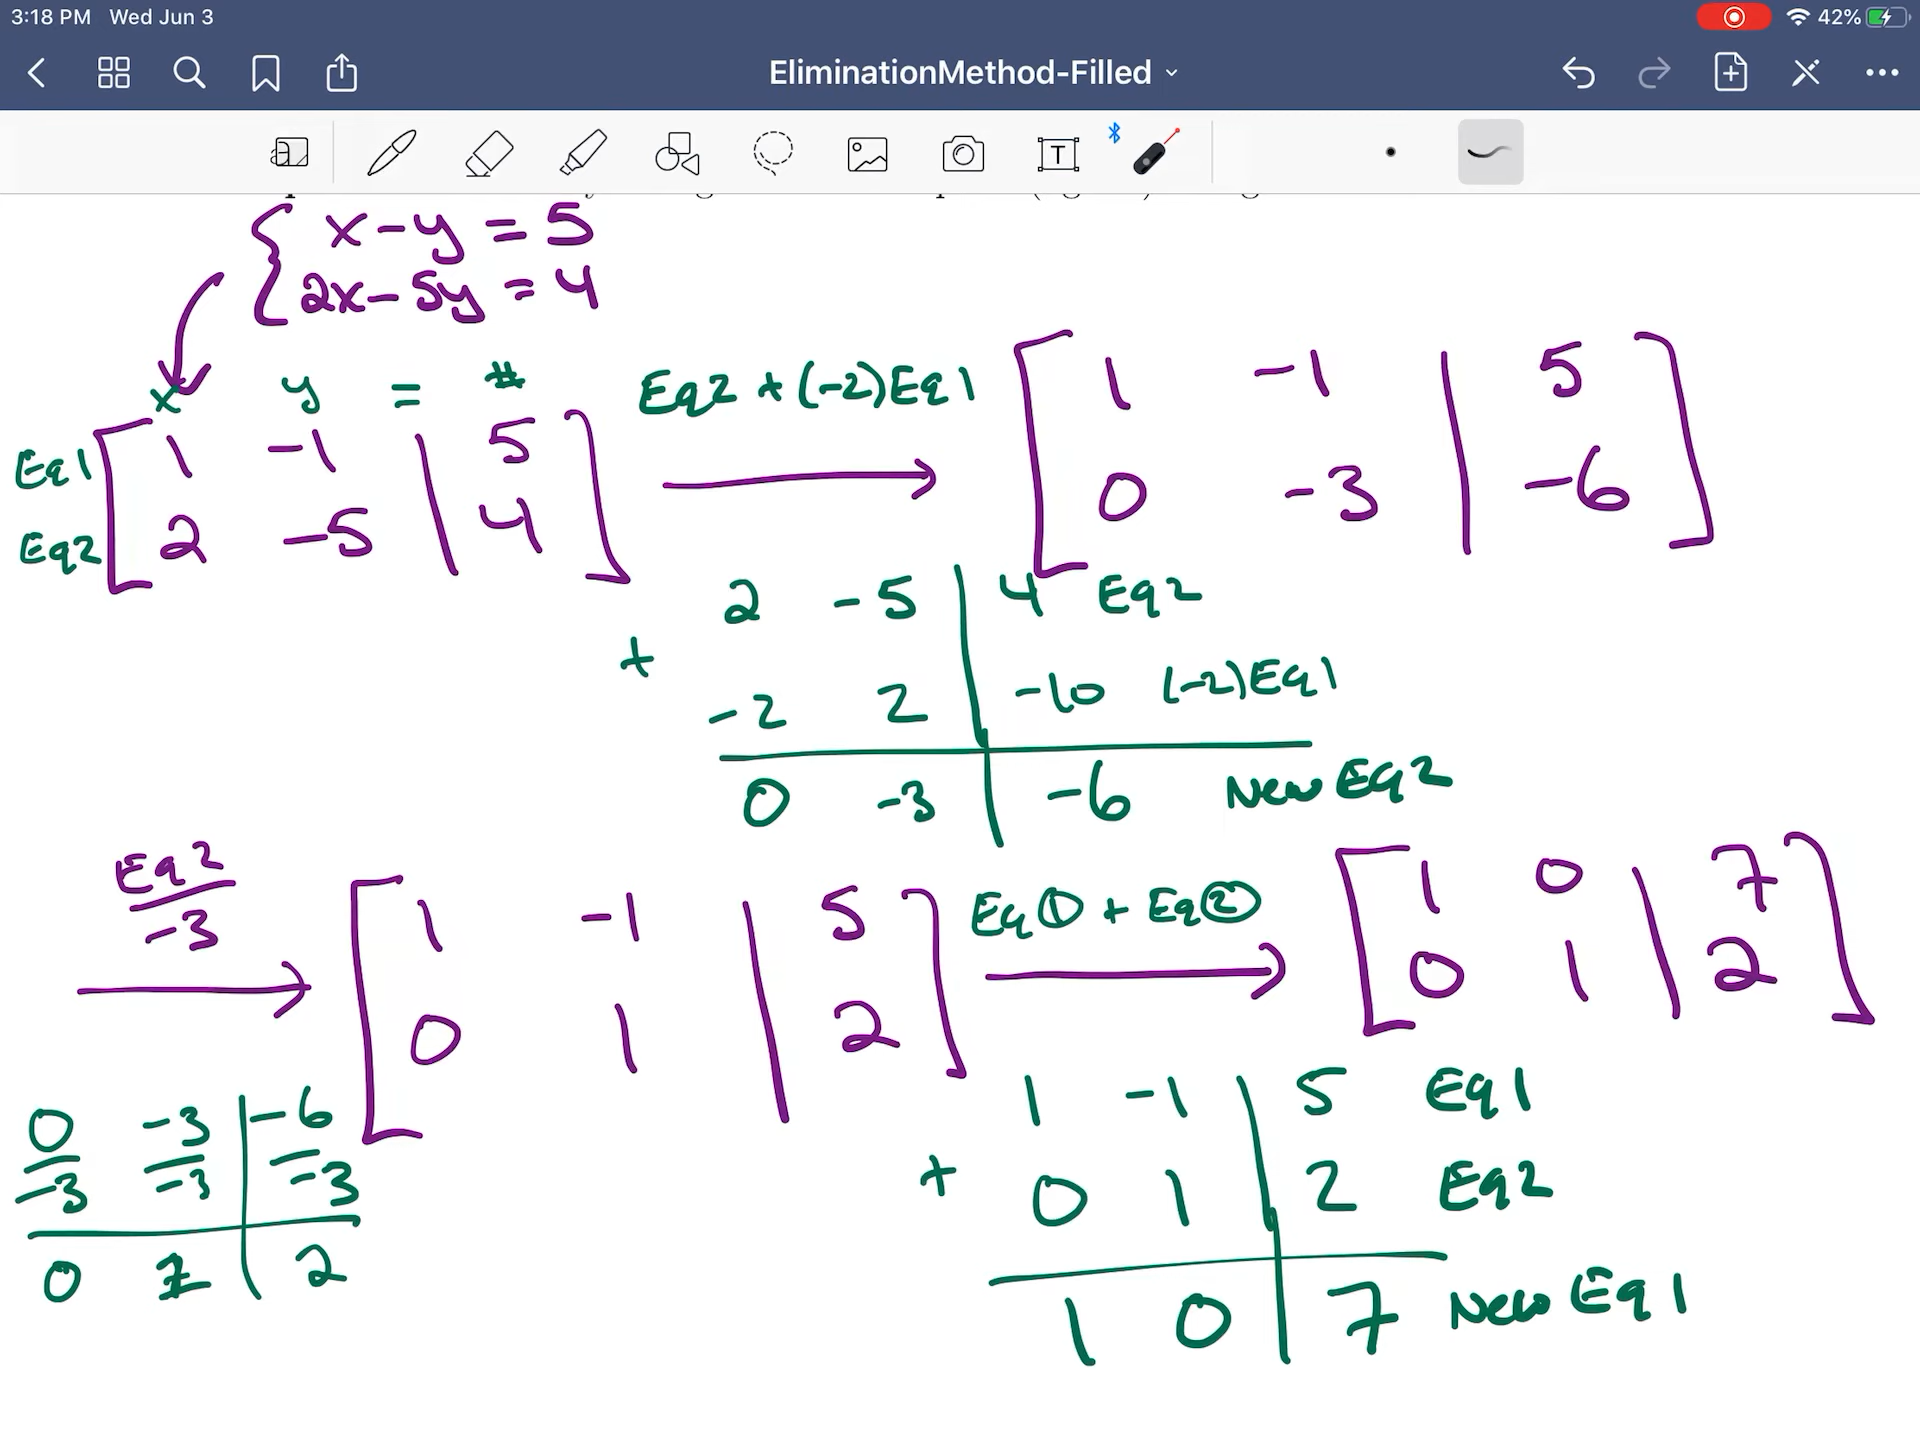 3:18 PM Wed Jun 3 42%
EliminationMethod-Filled
T
x-y = 5
2x-5y = 4
x y = #
Eq1 1 -1 | 5
Eq2 2 -5 | 4
Eq2 + (-2)Eq1
1 -1 | 5
0 -3 | -6
2 -5 | 4 Eq2
+
-2 2 | -10 (-2)Eq1
0 -3 | -6 New Eq2
Eq2
-3
1 -1 | 5
0 1 | 2
Eq① + Eq②
1 0 | 7
0 1 | 2
0 -3 | -6
-3 -3 | -3
0 1 | 2
1 -1 | 5 Eq1
+ 0 1 | 2 Eq2
1 0 | 7 New Eq1